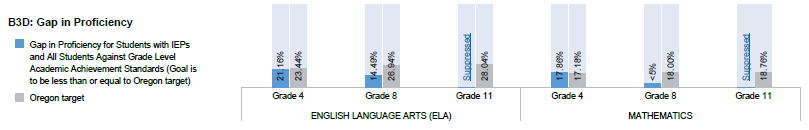 B3D: Gap in Proficiency
Gap in Proficiency for Students with IEPs
and All Students Against Grade Level
Academic Achievement Standards (Goal is
to be less than or equal to Oregon target)
Oregon target
21.16%
23.44%
14.49%
26.94%
Suppressed
28.04%
17.86%
17.18%
<5%
18.00%
Suppressed
18.76%
Grade 4
Grade 8
Grade 11
Grade 4
Grade 8
Grade 11
ENGLISH LANGUAGE ARTS (ELA)
MATHEMATICS